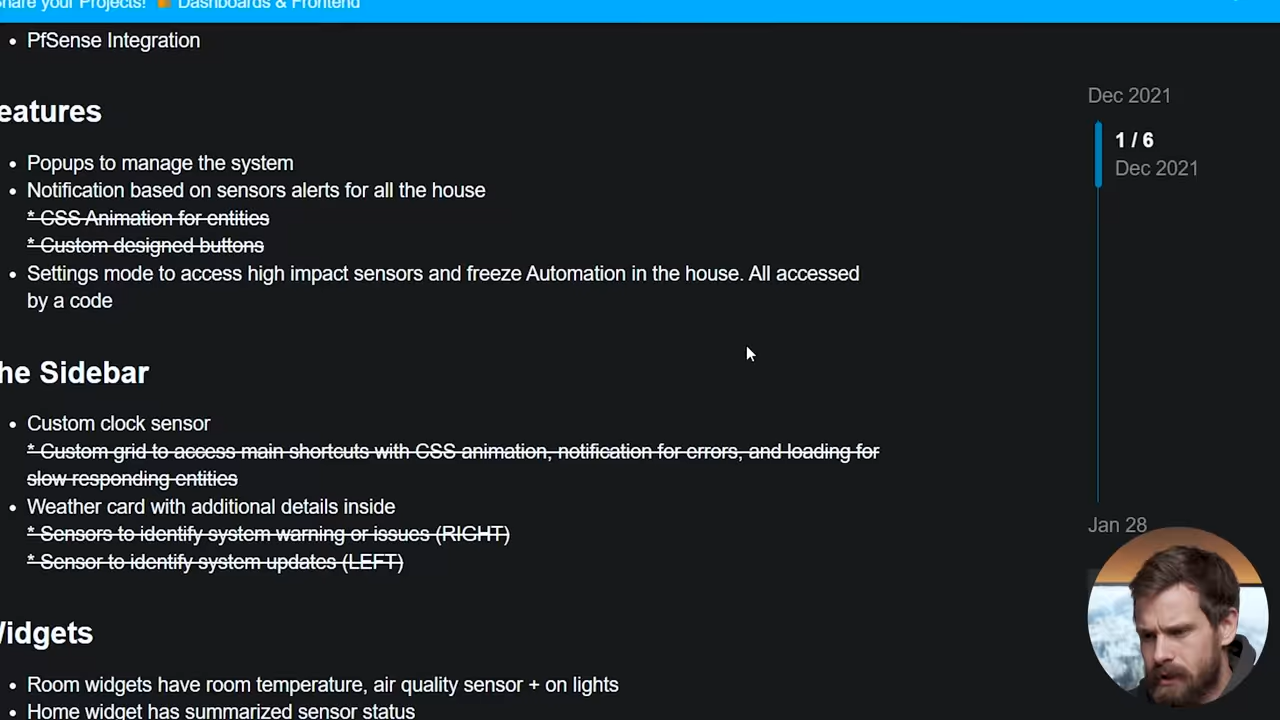 Share your Projects! Dashboards & Frontend
• PfSense Integration
Dec 2021
eatures
1 / 6
Dec 2021
• Popups to manage the system
• Notification based on sensors alerts for all the house
* CSS Animation for entities
* Custom designed buttons
• Settings mode to access high impact sensors and freeze Automation in the house. All accessed
by a code
he Sidebar
• Custom clock sensor
* Custom grid to access main shortcuts with CSS animation, notification for errors, and loading for
slow responding entities
• Weather card with additional details inside
* Sensors to identify system warning or issues (RIGHT)
* Sensor to identify system updates (LEFT)
Jan 28
Widgets
• Room widgets have room temperature, air quality sensor + on lights
• Home widget has summarized sensor status